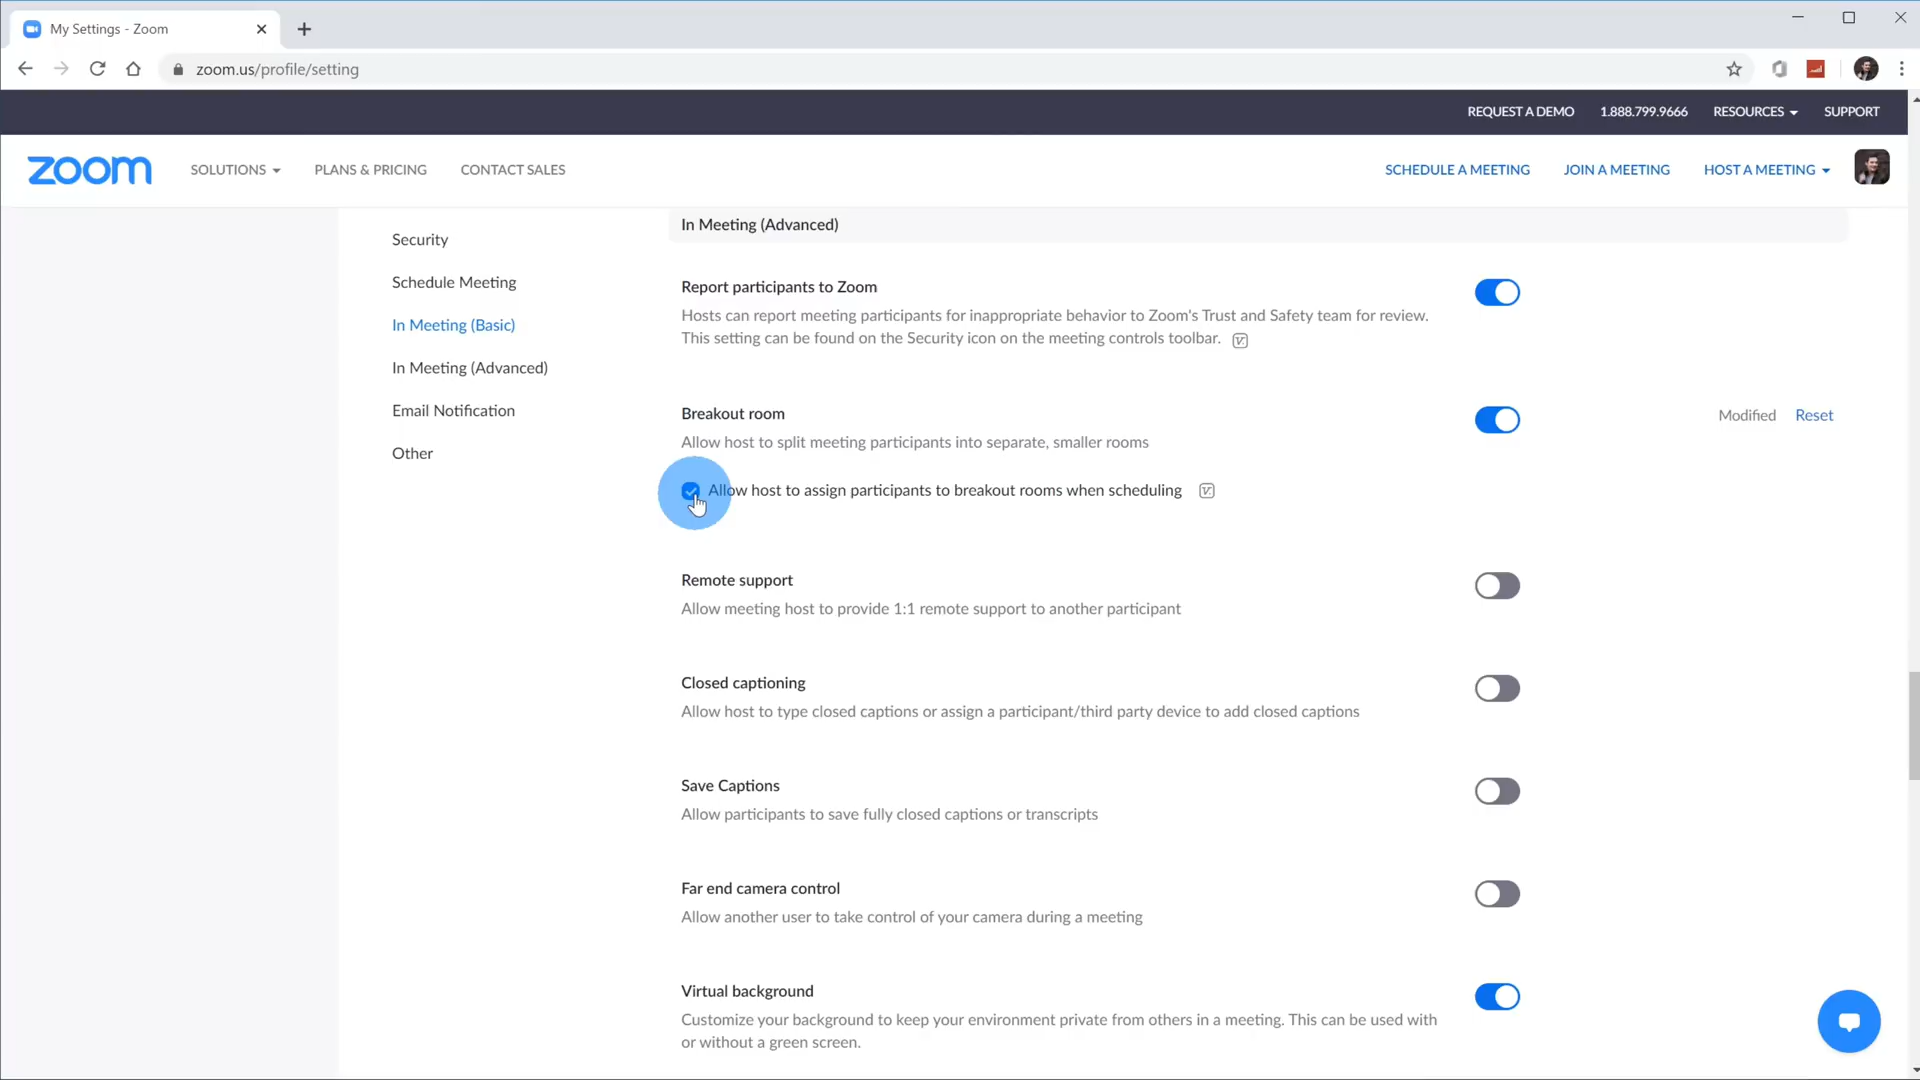 My Settings - Zoom
zoom.us/profile/setting
REQUEST A DEMO 1.888.799.9666 RESOURCES SUPPORT
zoom SOLUTIONS PLANS & PRICING CONTACT SALES SCHEDULE A MEETING JOIN A MEETING HOST A MEETING
Security
Schedule Meeting
In Meeting (Basic)
In Meeting (Advanced)
Email Notification
Other
In Meeting (Advanced)
Report participants to Zoom
Hosts can report meeting participants for inappropriate behavior to Zoom's Trust and Safety team for review.
This setting can be found on the Security icon on the meeting controls toolbar.
Breakout room
Modified Reset
Allow host to split meeting participants into separate, smaller rooms
Allow host to assign participants to breakout rooms when scheduling
Remote support
Allow meeting host to provide 1:1 remote support to another participant
Closed captioning
Allow host to type closed captions or assign a participant/third party device to add closed captions
Save Captions
Allow participants to save fully closed captions or transcripts
Far end camera control
Allow another user to take control of your camera during a meeting
Virtual background
Customize your background to keep your environment private from others in a meeting. This can be used with
or without a green screen.